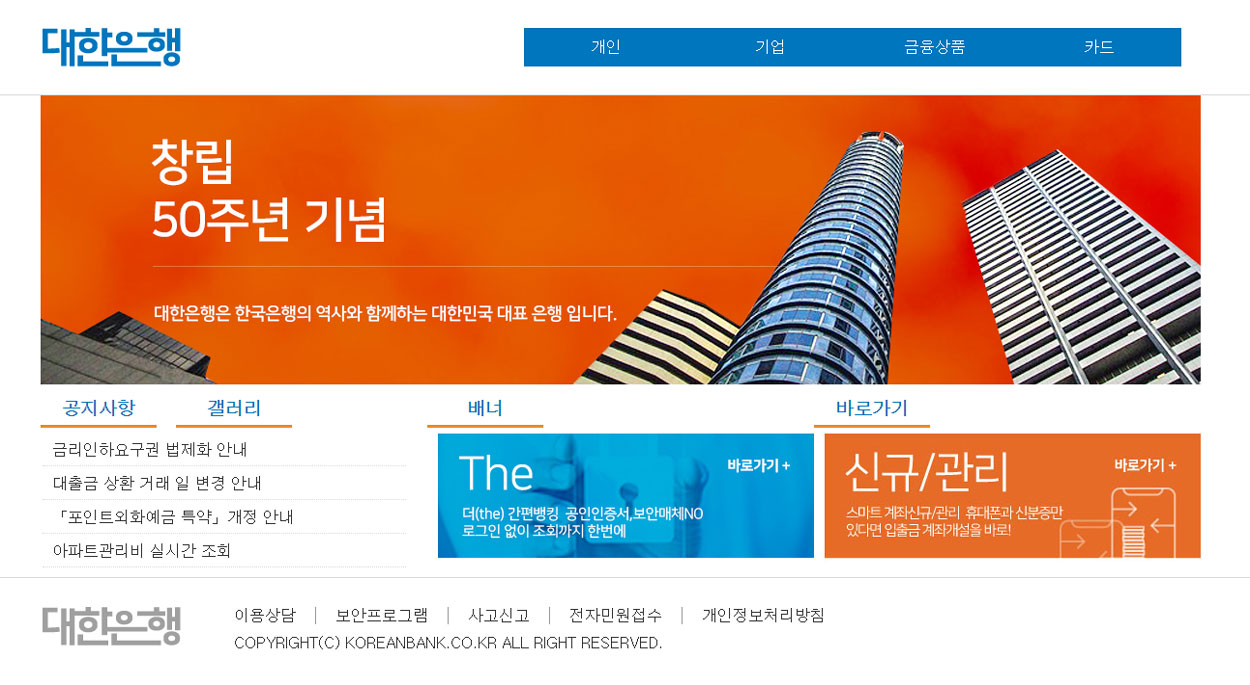 대한은행
개인 기업 금융상품 카드
창립
50주년 기념
대한은행은 한국은행의 역사와 함께하는 대한민국 대표 은행 입니다.
공지사항 갤러리 배너 바로가기
금리인하요구권 법제화 안내
대출금 상환 거래 일 변경 안내
「포인트외화예금 특약」개정 안내
아파트관리비 실시간 조회
The
바로가기 +
더(the) 간편뱅킹 공인인증서,보안매체NO
로그인 없이 조회까지 한번에
신규/관리
바로가기 +
스마트 계좌신규/관리 휴대폰과 신분증만
있다면 입출금 계좌개설을 바로!
대한은행
이용상담 보안프로그램 사고신고 전자민원접수 개인정보처리방침
COPYRIGHT(C) KOREANBANK.CO.KR ALL RIGHT RESERVED.